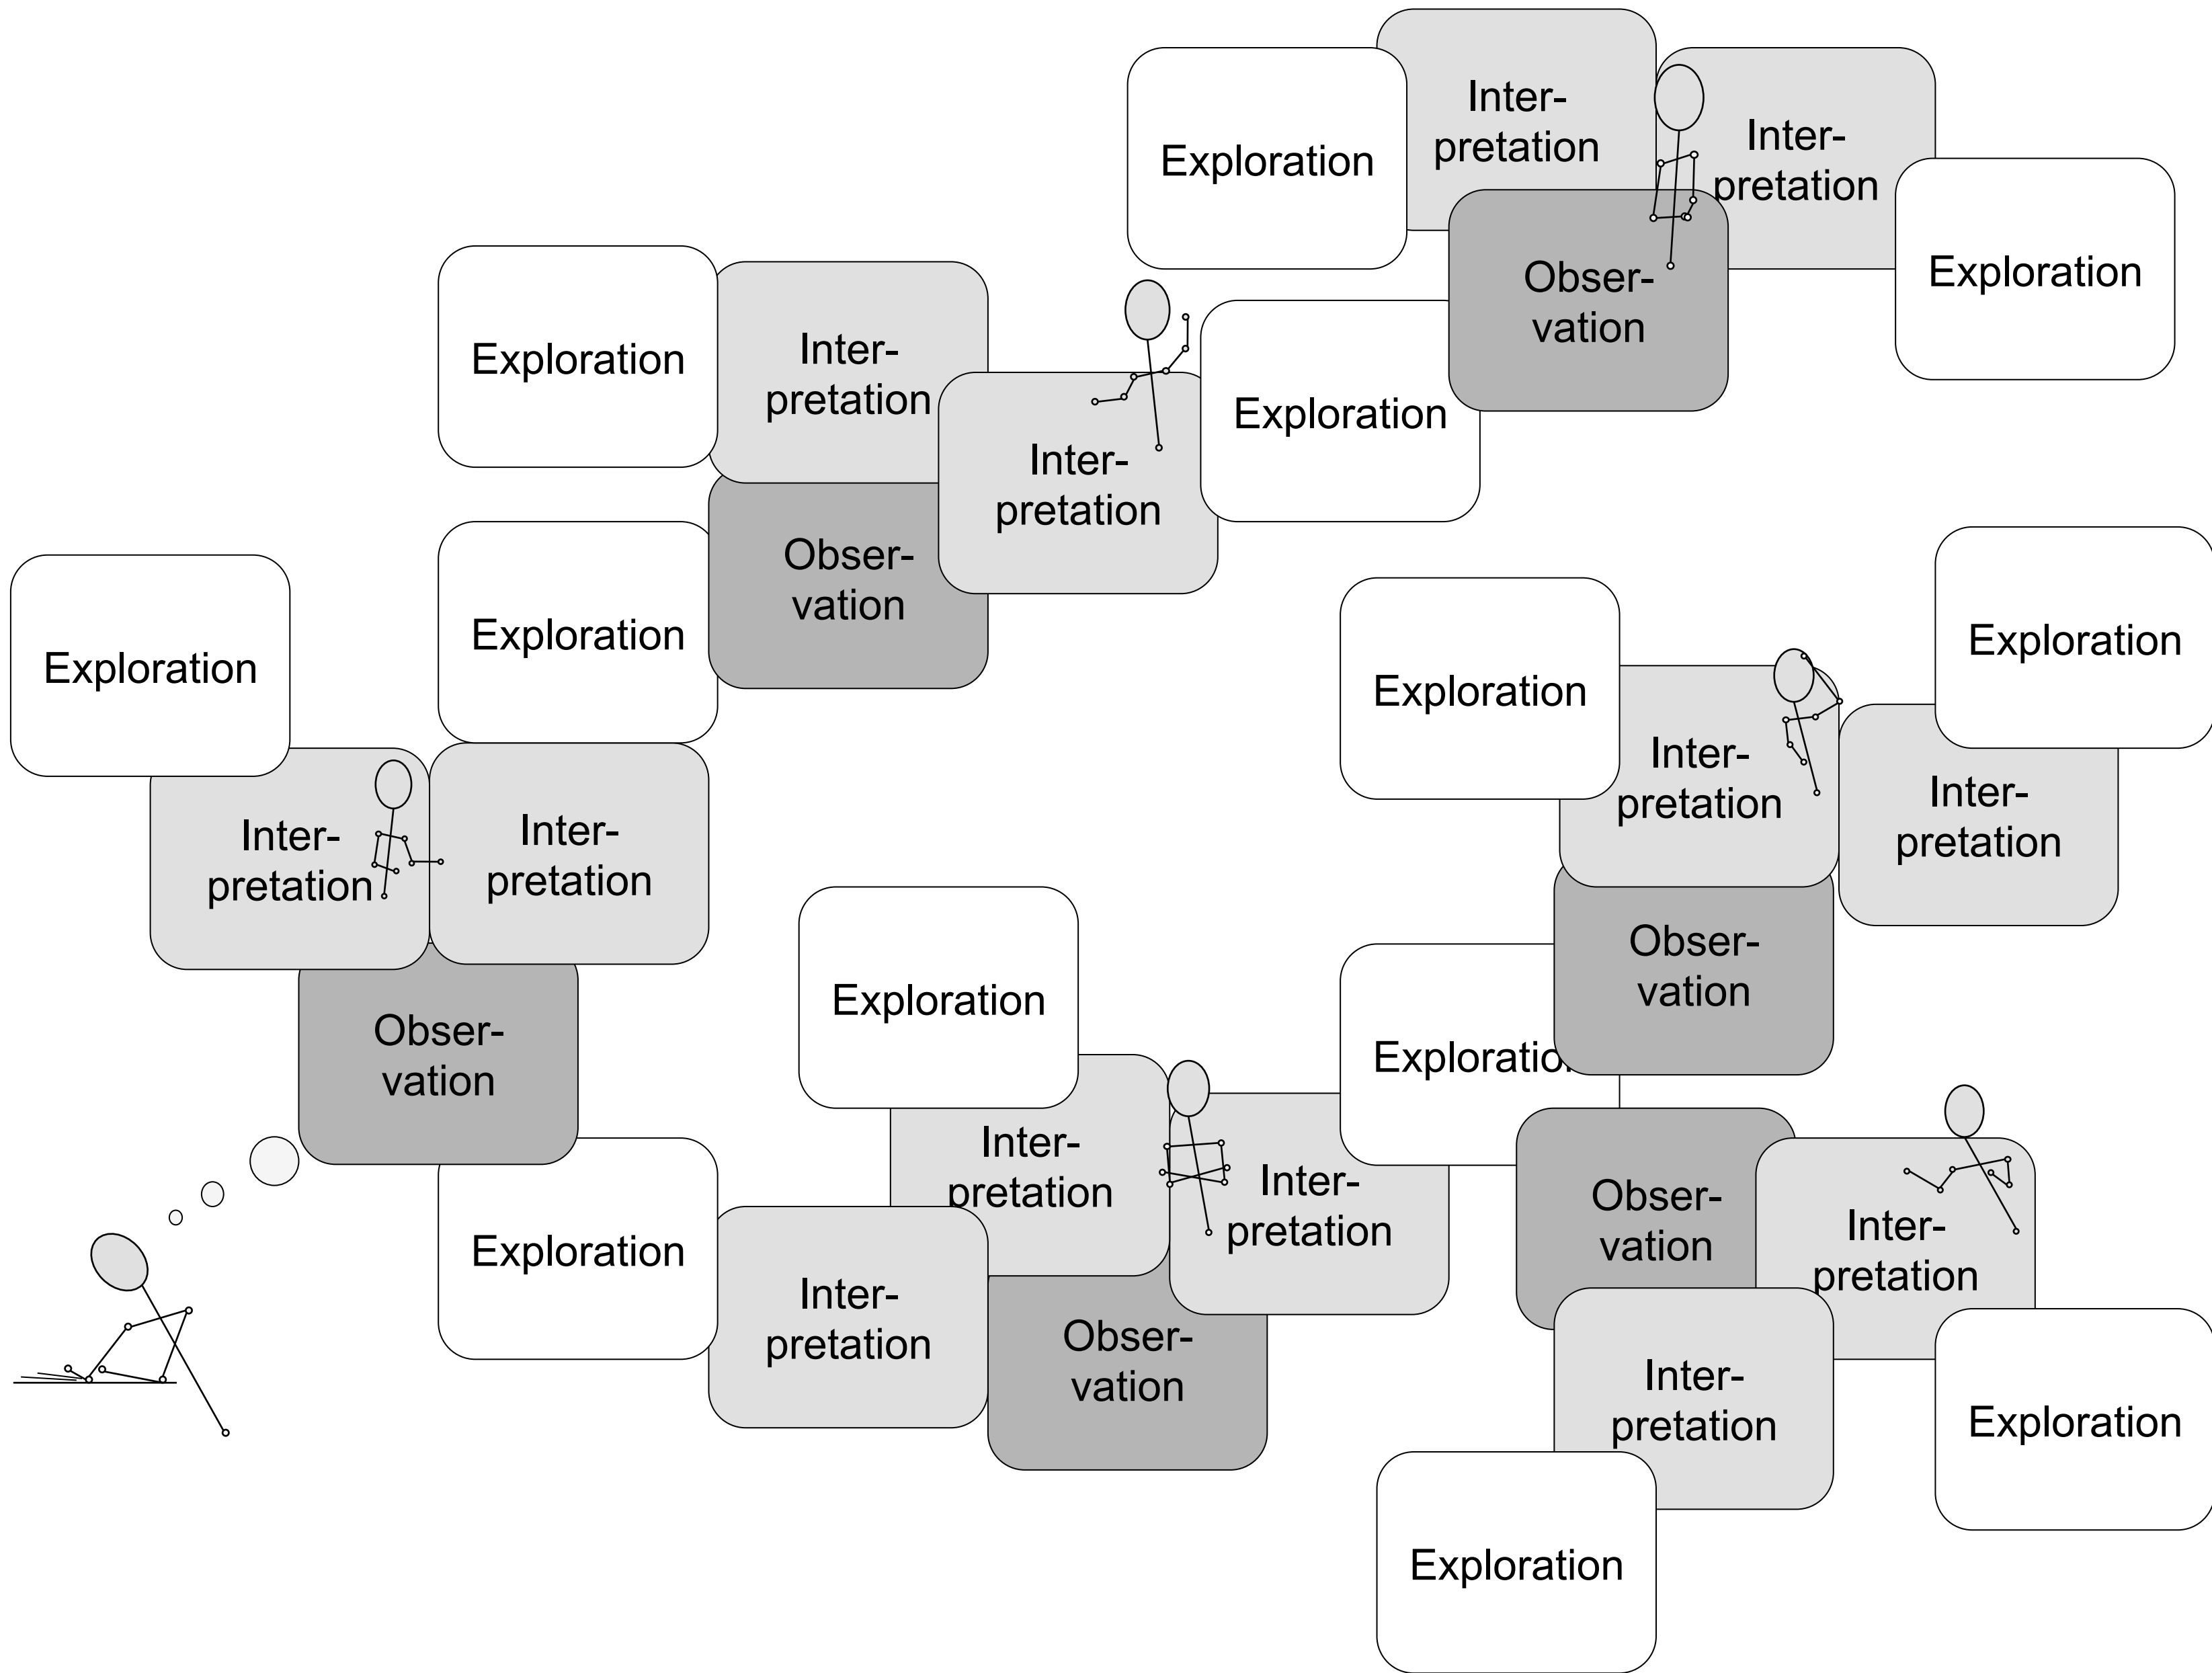 Inter-
pretation
Exploration
Inter-
pretation
Exploration
Obser-
vation
Exploration
Inter-
pretation
Exploration
Inter-
pretation
Obser-
vation
Exploration
Exploration
Exploration
Exploration
Inter-
pretation
Inter-
pretation
Inter-
pretation
Inter-
pretation
Obser-
vation
Exploration
Obser-
vation
Exploratio
Inter-
pretation
Inter-
pretation
Obser-
vation
Inter-
pretation
Exploration
Inter-
pretation
Obser-
vation
Inter-
pretation
Exploration
Exploration